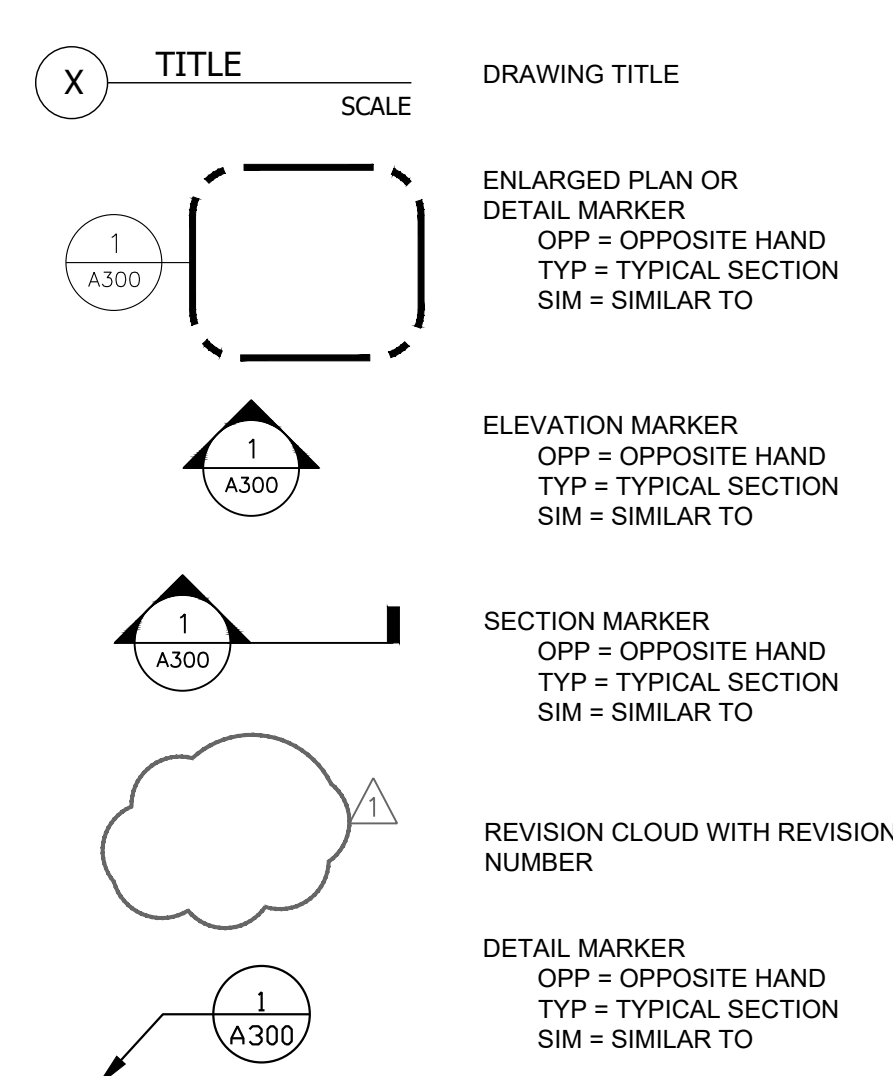 X TITLE
SCALE
DRAWING TITLE
1
A300
ENLARGED PLAN OR
DETAIL MARKER
OPP = OPPOSITE HAND
TYP = TYPICAL SECTION
SIM = SIMILAR TO
1
A300
ELEVATION MARKER
OPP = OPPOSITE HAND
TYP = TYPICAL SECTION
SIM = SIMILAR TO
1
A300
SECTION MARKER
OPP = OPPOSITE HAND
TYP = TYPICAL SECTION
SIM = SIMILAR TO
1
REVISION CLOUD WITH REVISION
NUMBER
1
A300
DETAIL MARKER
OPP = OPPOSITE HAND
TYP = TYPICAL SECTION
SIM = SIMILAR TO